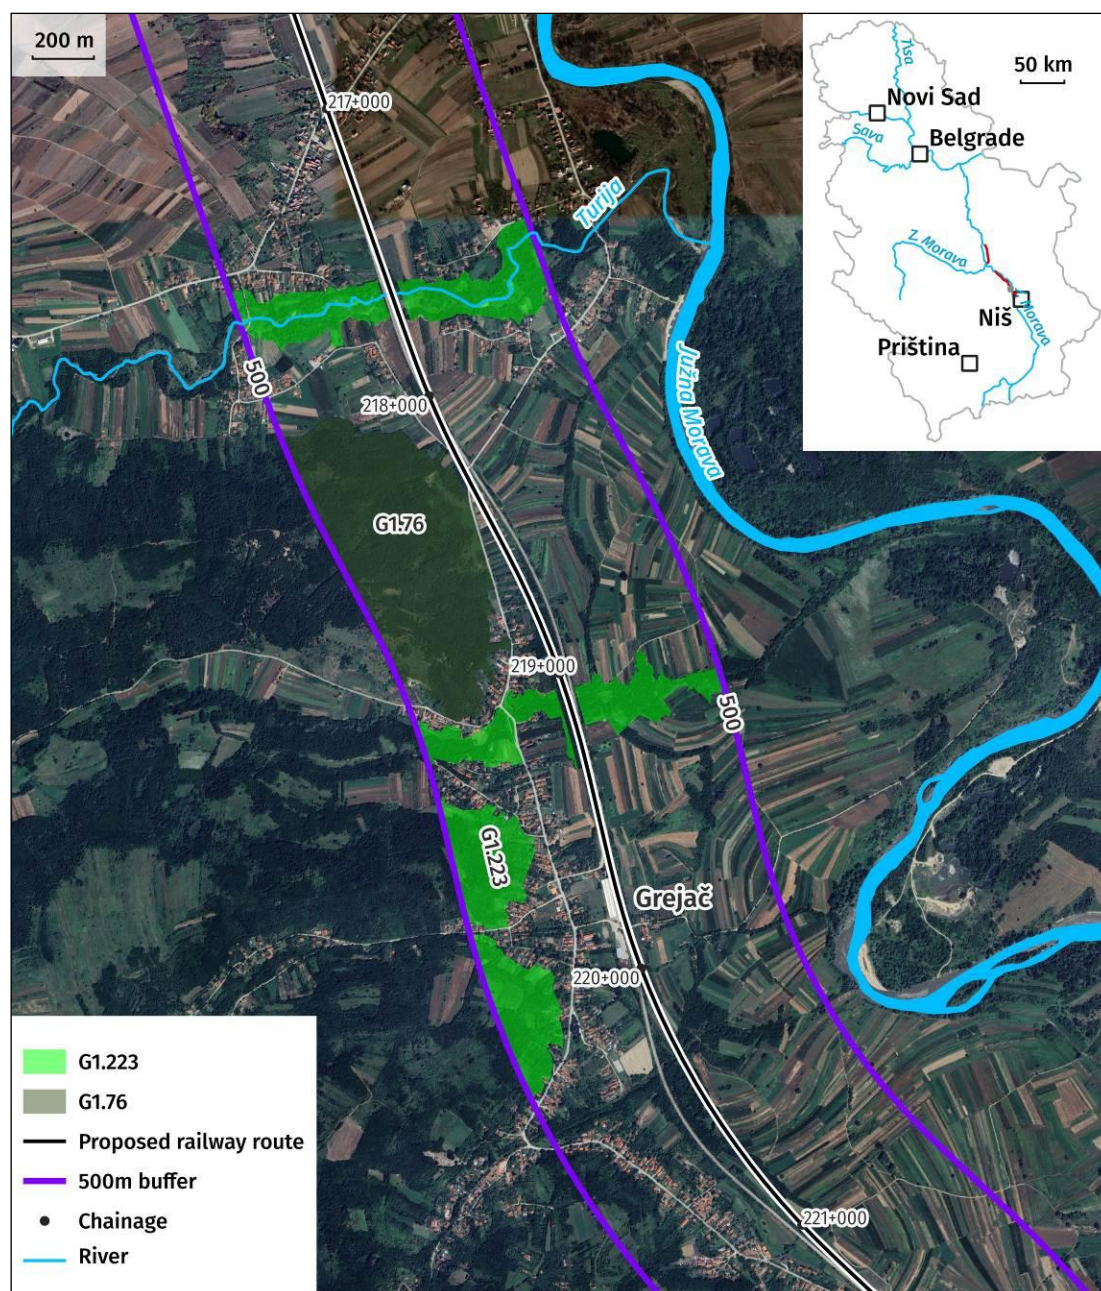 200 m
50 km
Tisa
Novi Sad
Sava
Belgrade
Z. Morava
Morava
Niš
Priština
217+000
Turija
Južna Morava
500
218+000
G1.76
219+000
500
G1.223
Grejač
220+000
221+000
G1.223
G1.76
Proposed railway route
500m buffer
Chainage
River